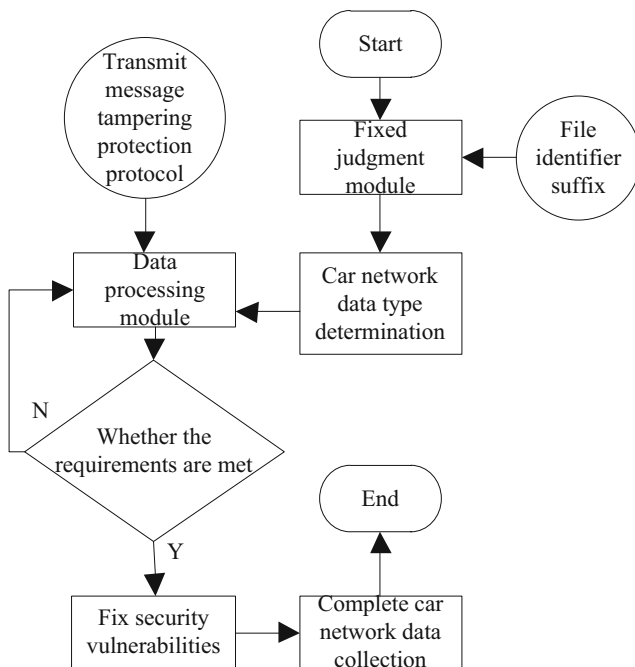 Start
Transmit
message
tampering
protection
protocol
Fixed
judgment
module
File
identifier
suffix
Data
processing
module
Car network
data type
determination
N
Whether the
requirements are met
Y
End
Fix security
vulnerabilities
Complete car
network data
collection